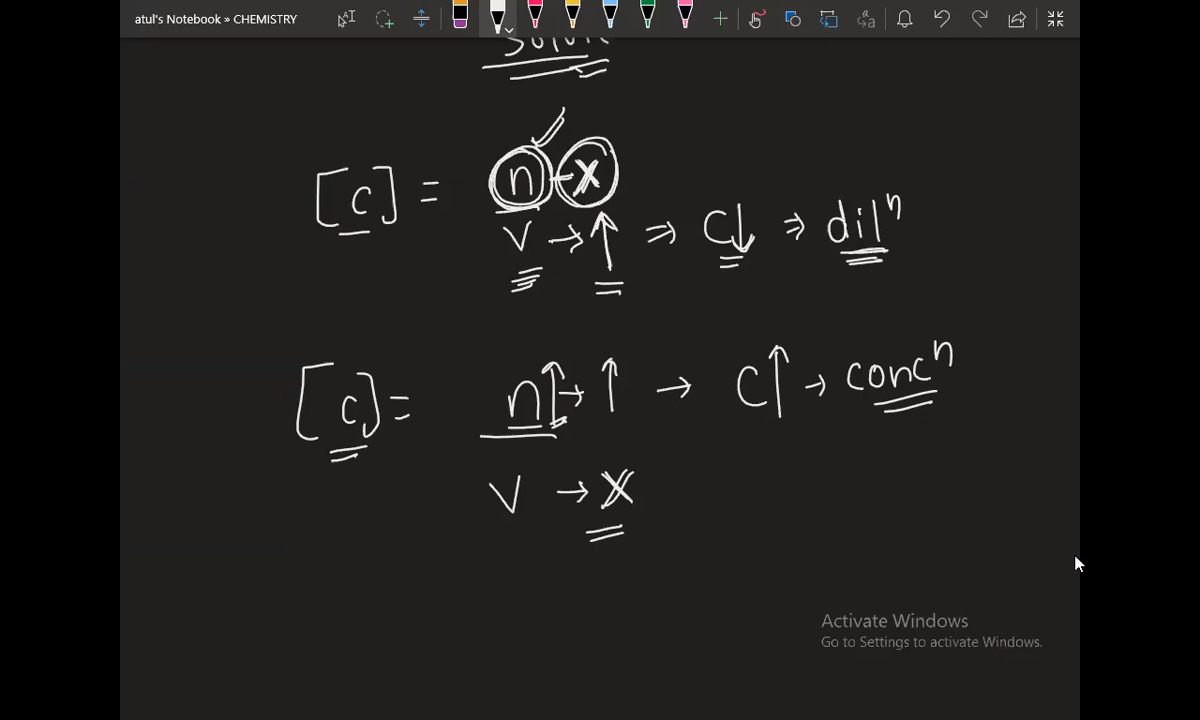 atul's Notebook » CHEMISTRY
[c] = n → x
v → ↑ ⇒ C↓ ⇒ dilⁿ
[c] = n↑ → ↑ → C↑ → concⁿ
v → x
Activate Windows
Go to Settings to activate Windows.